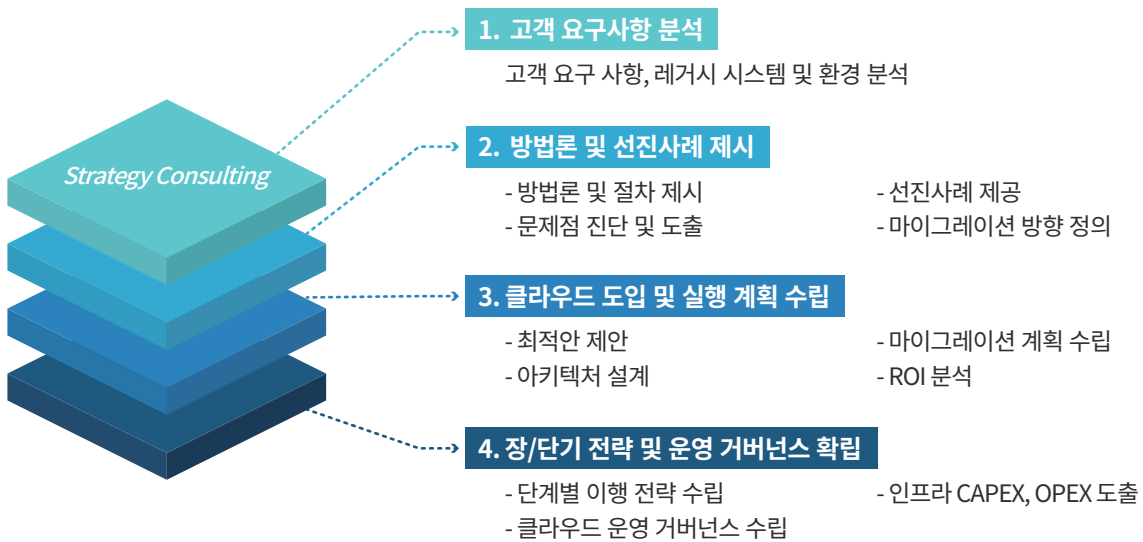 1. 고객 요구사항 분석
고객 요구 사항, 레거시 시스템 및 환경 분석
Strategy Consulting
2. 방법론 및 선진사례 제시
- 방법론 및 절차 제시
- 선진사례 제공
- 문제점 진단 및 도출
- 마이그레이션 방향 정의
3. 클라우드 도입 및 실행 계획 수립
- 최적안 제안
- 마이그레이션 계획 수립
- 아키텍처 설계
- ROI 분석
4. 장/단기 전략 및 운영 거버넌스 확립
- 단계별 이행 전략 수립
- 인프라 CAPEX, OPEX 도출
- 클라우드 운영 거버넌스 수립